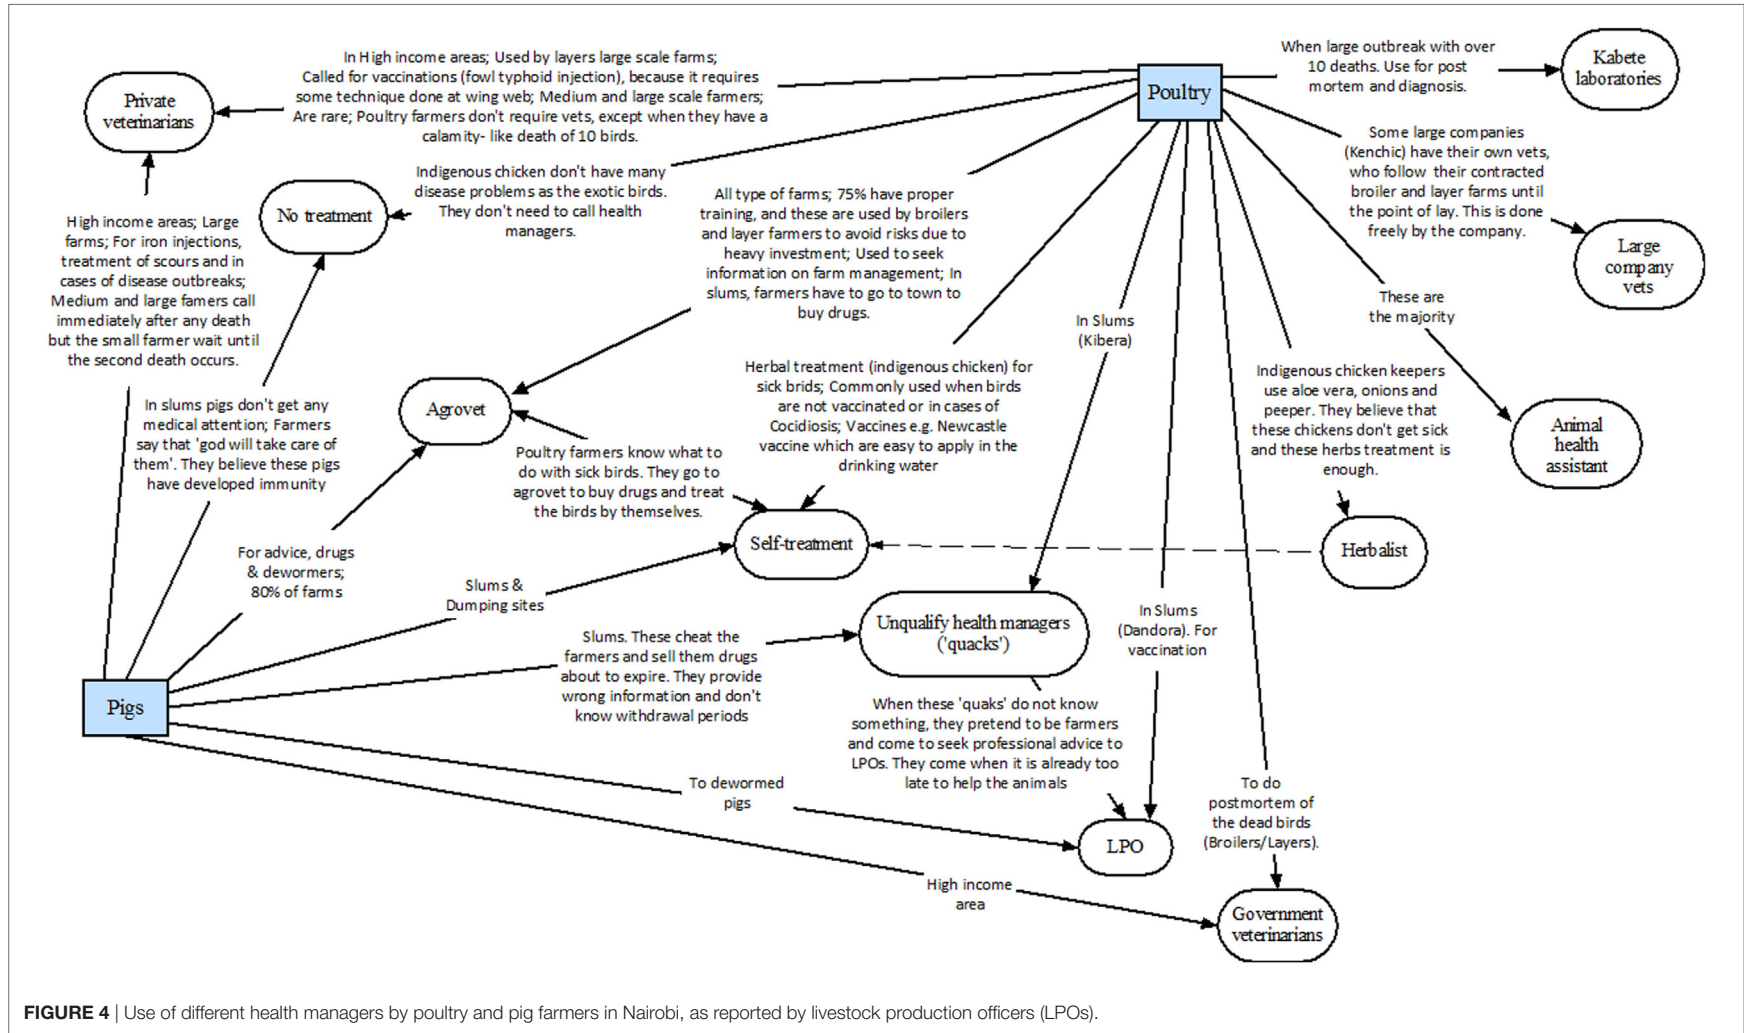 In High income areas; Used by layers large scale farms;
Called for vaccinations (fowl typhoid injection), because it requires
some technique done at wing web; Medium and large scale farmers;
Are rare; Poultry farmers don't require vets, except when they have a
calamity- like death of 10 birds.
Poultry
When large outbreak with over
10 deaths. Use for post
mortem and diagnosis.
Kabete
laboratories
Private
veterinarians
Some large companies
(Kenchic) have their own vets,
who follow their contracted
broiler and layer farms until
the point of lay. This is done
freely by the company.
Large
company
vets
Indigenous chicken don't have many
disease problems as the exotic birds.
They don't need to call health
managers.
No treatment
High income areas; Large
farms; For iron injections,
treatment of scours and in
cases of disease outbreaks;
Medium and large famers call
immediately after any death
but the small farmer wait until
the second death occurs.
All type of farms; 75% have proper
training, and these are used by broilers
and layer farmers to avoid risks due to
heavy investment; Used to seek
information on farm management; In
slums, farmers have to go to town to
buy drugs.
In Slums
(Kibera)
These are
the majority
Herbal treatment (indigenous chicken) for
sick brids; Commonly used when birds
are not vaccinated or in cases of
Cocidiosis; Vaccines e.g. Newcastle
vaccine which are easy to apply in the
drinking water
Indigenous chicken keepers
use aloe vera, onions and
peeper. They believe that
these chickens don't get sick
and these herbs treatment is
enough.
Animal
health
assistant
Agrovet
In slums pigs don't get any
medical attention; Farmers
say that 'god will take care of
them'. They believe these pigs
have developed immunity
Poultry farmers know what to
do with sick birds. They go to
agrovet to buy drugs and treat
the birds by themselves.
Self-treatment
Herbalist
For advice, drugs
& dewormers;
80% of farms
Slums &
Dumping sites
Unqualify health managers
('quacks')
In Slums
(Dandora). For
vaccination
Slums. These cheat the
farmers and sell them drugs
about to expire. They provide
wrong information and don't
know withdrawal periods
Pigs
When these 'quaks' do not know
something, they pretend to be farmers
and come to seek professional advice to
LPOs. They come when it is already too
late to help the animals
To dewormed
pigs
To do
postmortem of
the dead birds
(Broilers/Layers).
LPO
High income
area
Government
veterinarians
FIGURE 4 | Use of different health managers by poultry and pig farmers in Nairobi, as reported by livestock production officers (LPOs).